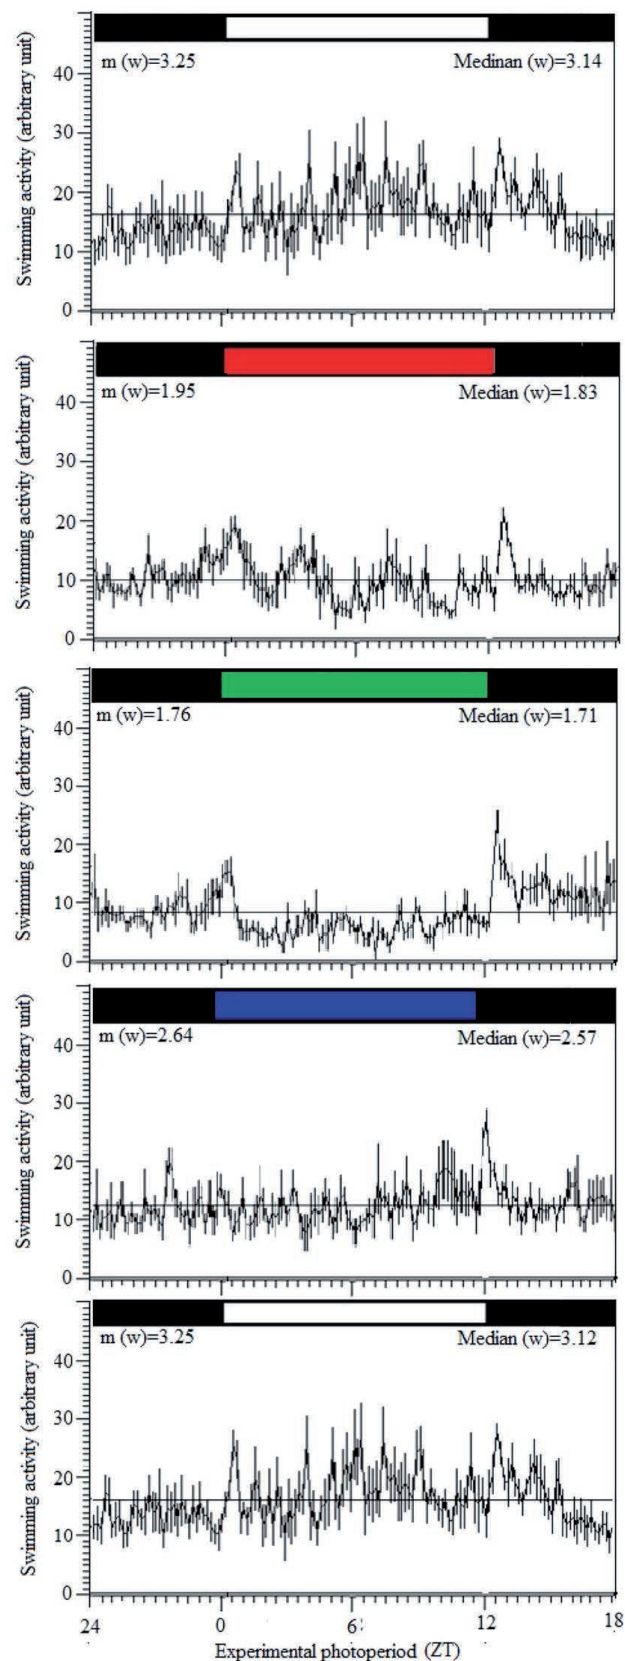 m (w)=3.25 Medinan (w)=3.14
Swimming activity (arbitrary unit)
40
30
20
10
0
m (w)=1.95 Median (w)=1.83
Swimming activity (arbitrary unit)
40
30
20
10
0
m (w)=1.76 Median (w)=1.71
Swimming activity (arbitrary unit)
40
30
20
10
0
m (w)=2.64 Median (w)=2.57
Swimming activity (arbitrary unit)
40
30
20
10
0
m (w)=3.25 Median (w)=3.12
Swimming activity (arbitrary unit)
40
30
20
10
0
24 0 6 12 18
Experimental photoperiod (ZT)